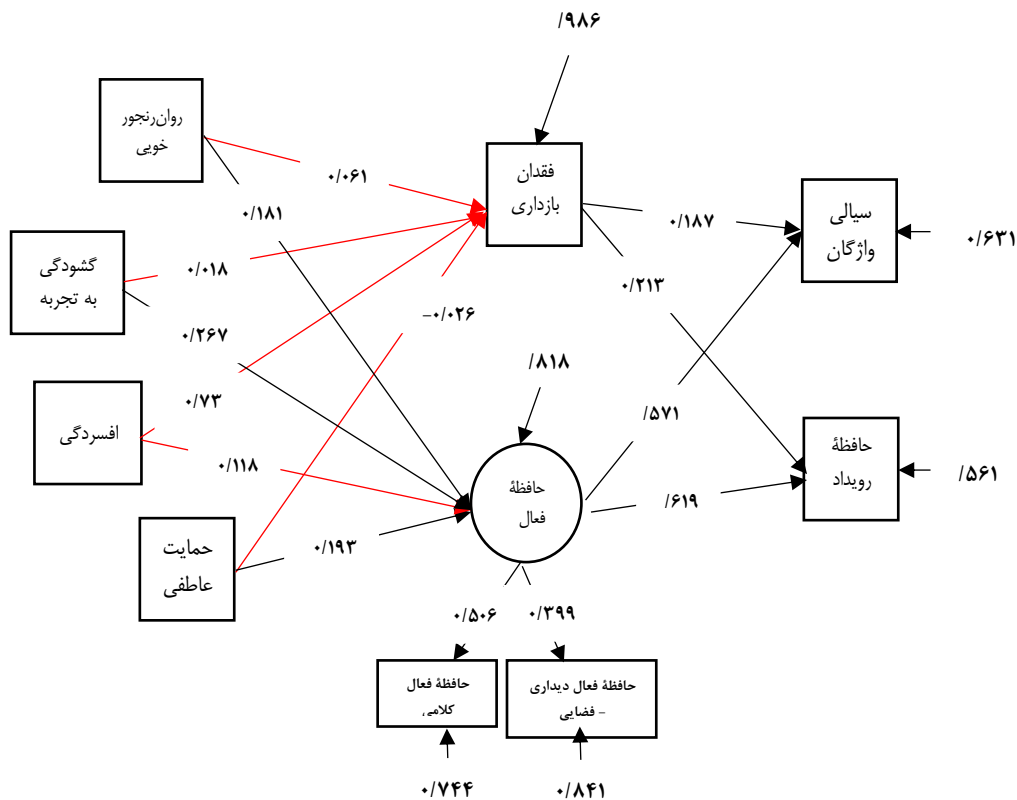 /۹۸۶
روان‌رنجور
خویی
فقدان
بازداری
۰/۰۶۱
سیالی
واژگان
۰/۱۸۱
۰/۱۸۷
۰/۶۳۱
گشودگی
به تجربه
۰/۰۱۸
۰/۲۱۳
-۰/۰۲۶
۰/۲۶۷
/۸۱۸
۰/۷۳
/۵۷۱
افسردگی
حافظهٔ
رویداد
۰/۱۱۸
/۵۶۱
حافظهٔ
فعال
/۶۱۹
حمایت
عاطفی
۰/۱۹۳
۰/۵۰۶
۰/۳۹۹
حافظهٔ فعال
کلامی
حافظهٔ فعال دیداری
- فضایی
۰/۷۴۴
۰/۸۴۱